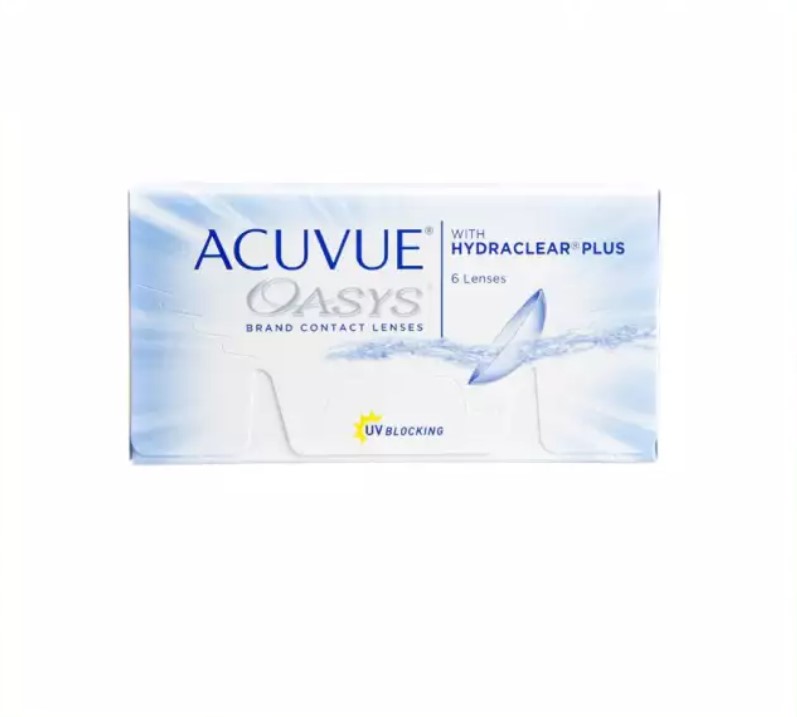 ACUVUE®
OASYS®
BRAND CONTACT LENSES
WITH
HYDRACLEAR® PLUS
6 Lenses
UV BLOCKING